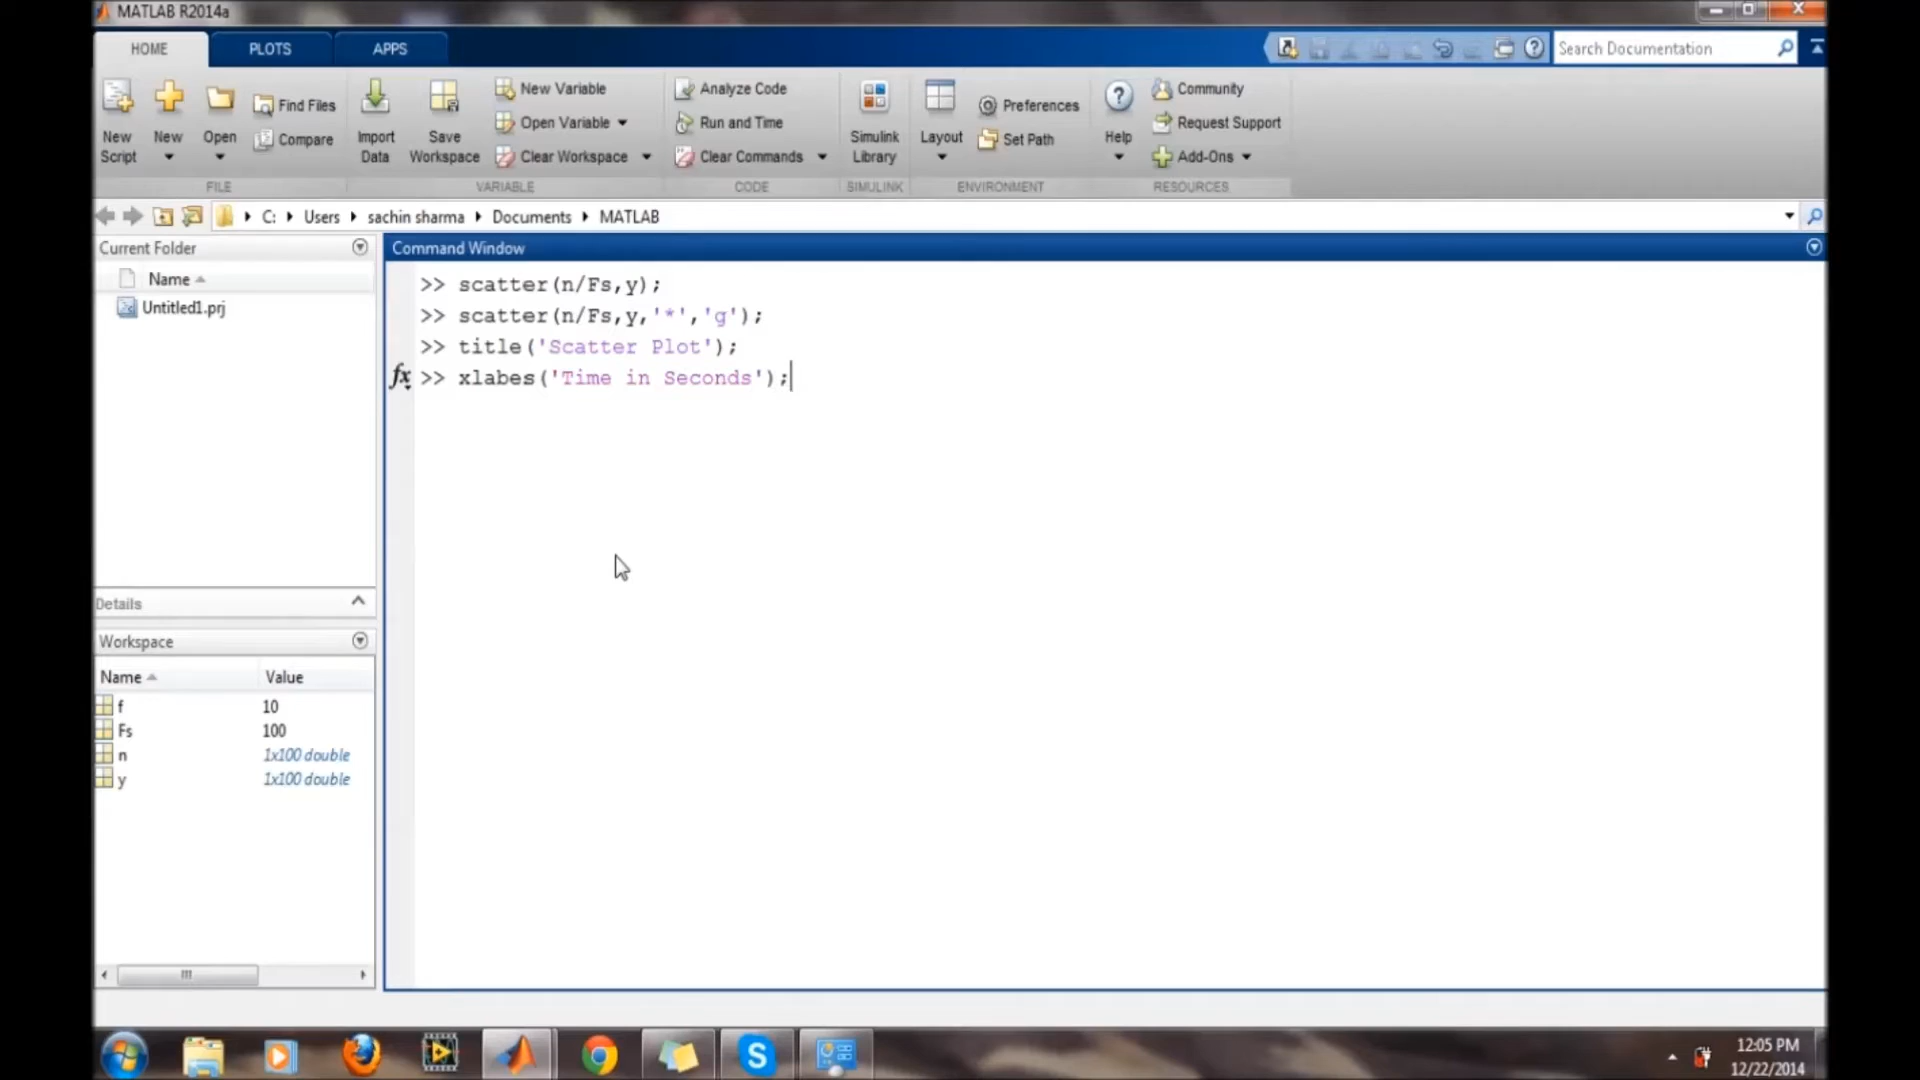 MATLAB R2014a
HOME PLOTS APPS
Search Documentation
New Script
New
Open
Find Files
Compare
Import Data
Save Workspace
New Variable
Open Variable
Clear Workspace
Analyze Code
Run and Time
Clear Commands
Simulink Library
Layout
Preferences
Set Path
Help
Community
Request Support
Add-Ons
FILE VARIABLE CODE SIMULINK ENVIRONMENT RESOURCES
C: Users sachin sharma Documents MATLAB
Current Folder
Name
Untitled1.prj
Details
Workspace
Name Value
f 10
Fs 100
n 1x100 double
y 1x100 double
Command Window
>> scatter(n/Fs,y);
>> scatter(n/Fs,y,'*','g');
>> title('Scatter Plot');
fx >> xlabes('Time in Seconds');
12:05 PM
12/22/2014